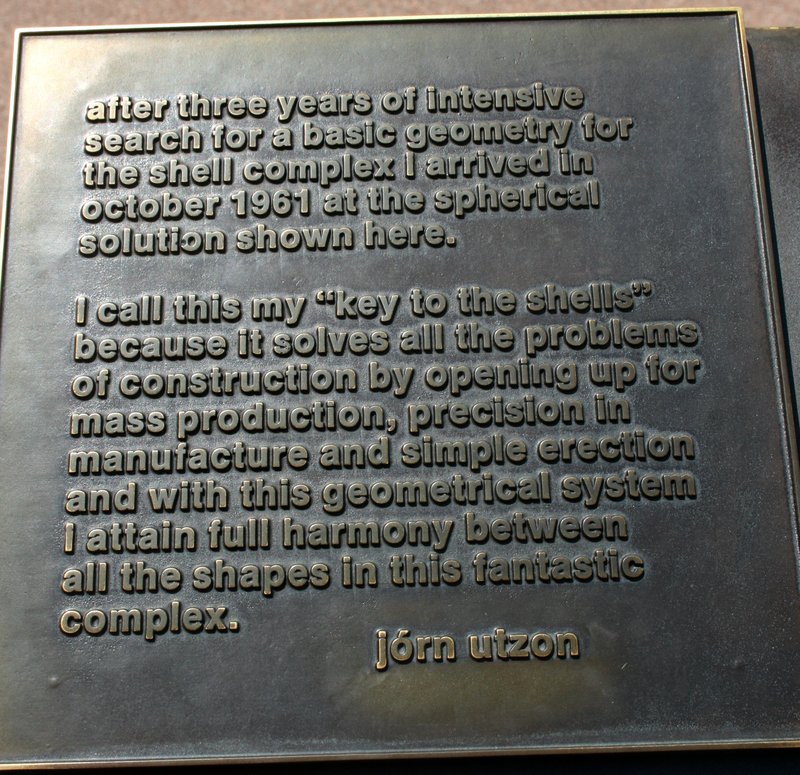 after three years of intensive
search for a basic geometry for
the shell complex I arrived in
october 1961 at the spherical
solution shown here.
I call this my “key to the shells”
because it solves all the problems
of construction by opening up for
mass production, precision in
manufacture and simple erection
and with this geometrical system
I attain full harmony between
all the shapes in this fantastic
complex.
jórn utzon